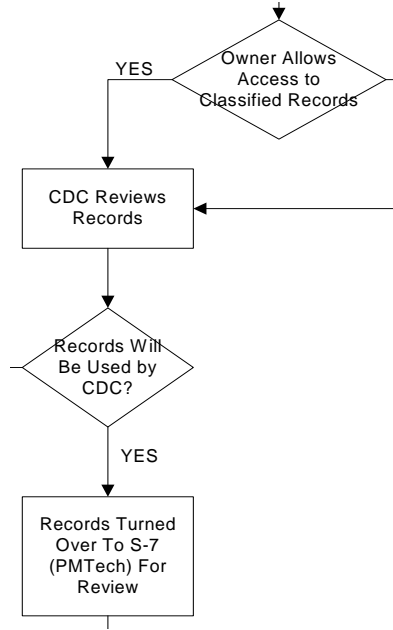 Owner Allows
Access to
Classified Records
YES
CDC Reviews
Records
Records Will
Be Used by
CDC?
YES
Records Turned
Over To S-7
(PMTech) For
Review